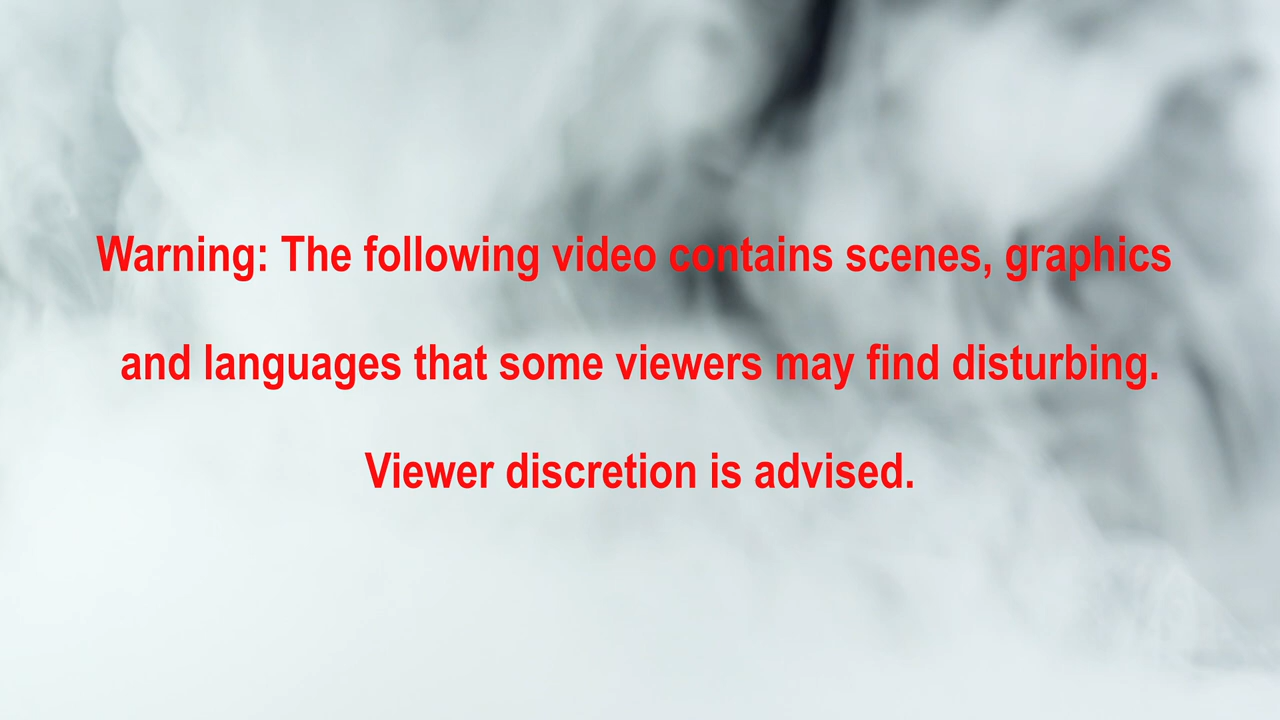 Warning: The following video contains scenes, graphics
and languages that some viewers may find disturbing.
Viewer discretion is advised.